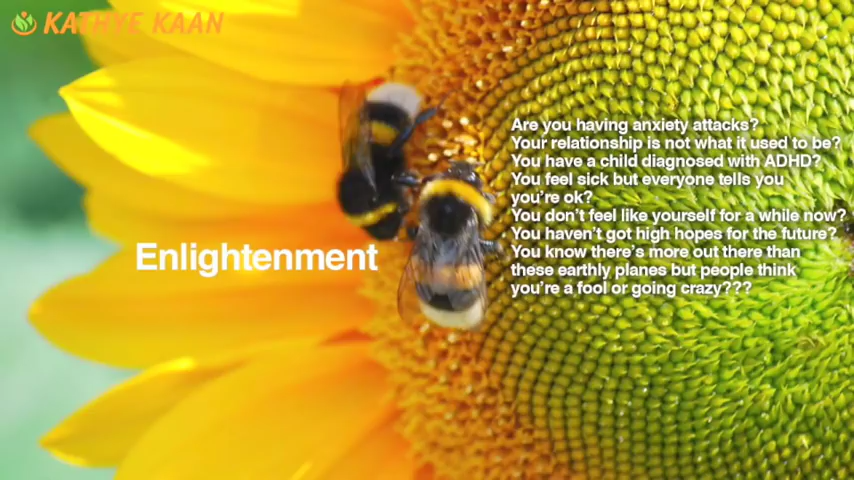 KATHYE KAAN
Are you having anxiety attacks?
Your relationship is not what it used to be?
You have a child diagnosed with ADHD?
You feel sick but everyone tells you
you're ok?
You don't feel like yourself for a while now?
You haven't got high hopes for the future?
You know there's more out there than
these earthly planes but people think
you're a fool or going crazy???
Enlightenment